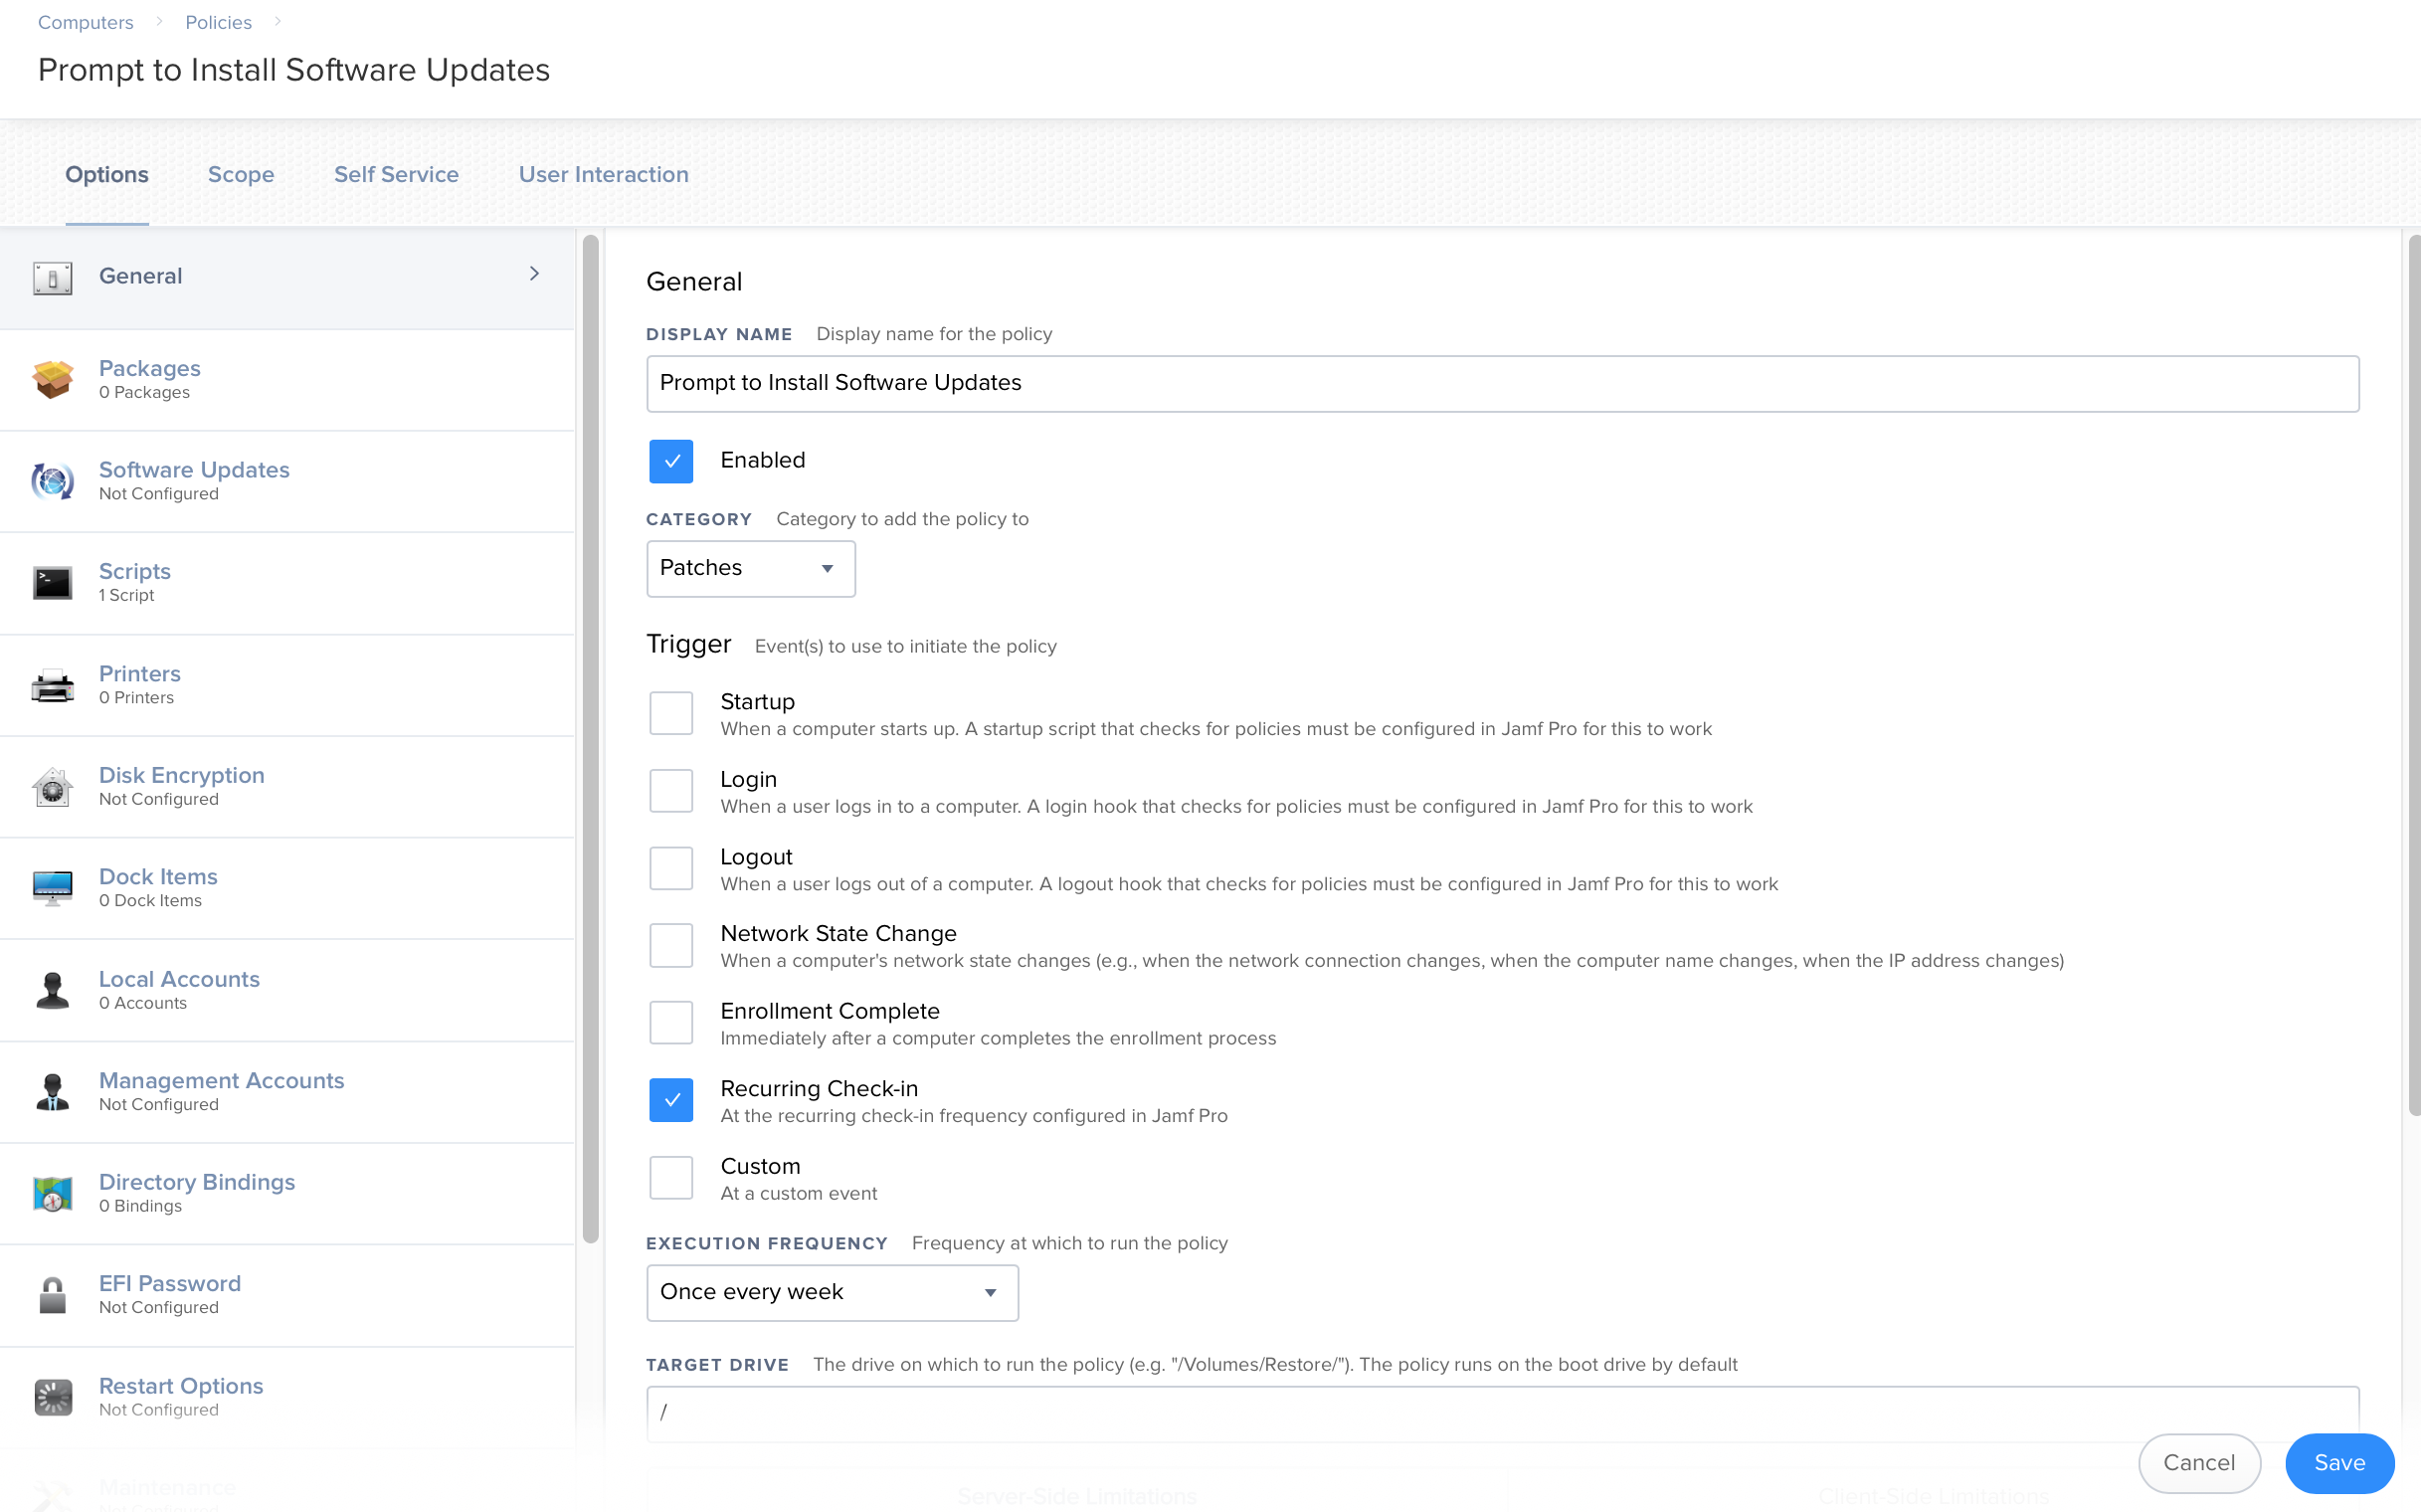 Computers Policies
Prompt to Install Software Updates
Options Scope Self Service User Interaction
General
Packages
0 Packages
Software Updates
Not Configured
Scripts
1 Script
Printers
0 Printers
Disk Encryption
Not Configured
Dock Items
0 Dock Items
Local Accounts
0 Accounts
Management Accounts
Not Configured
Directory Bindings
0 Bindings
EFI Password
Not Configured
Restart Options
Not Configured
Maintenance
Not Configured
General
DISPLAY NAME Display name for the policy
Prompt to Install Software Updates
Enabled
CATEGORY Category to add the policy to
Patches
Trigger Event(s) to use to initiate the policy
Startup
When a computer starts up. A startup script that checks for policies must be configured in Jamf Pro for this to work
Login
When a user logs in to a computer. A login hook that checks for policies must be configured in Jamf Pro for this to work
Logout
When a user logs out of a computer. A logout hook that checks for policies must be configured in Jamf Pro for this to work
Network State Change
When a computer's network state changes (e.g., when the network connection changes, when the computer name changes, when the IP address changes)
Enrollment Complete
Immediately after a computer completes the enrollment process
Recurring Check-in
At the recurring check-in frequency configured in Jamf Pro
Custom
At a custom event
EXECUTION FREQUENCY Frequency at which to run the policy
Once every week
TARGET DRIVE The drive on which to run the policy (e.g. "/Volumes/Restore/"). The policy runs on the boot drive by default
/
Cancel Save
Server-Side Limitations Client-Side Limitations